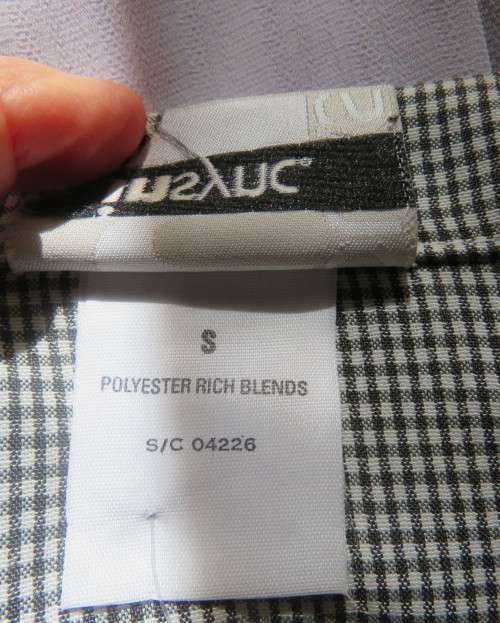 S
POLYESTER RICH BLENDS
S/C 04226